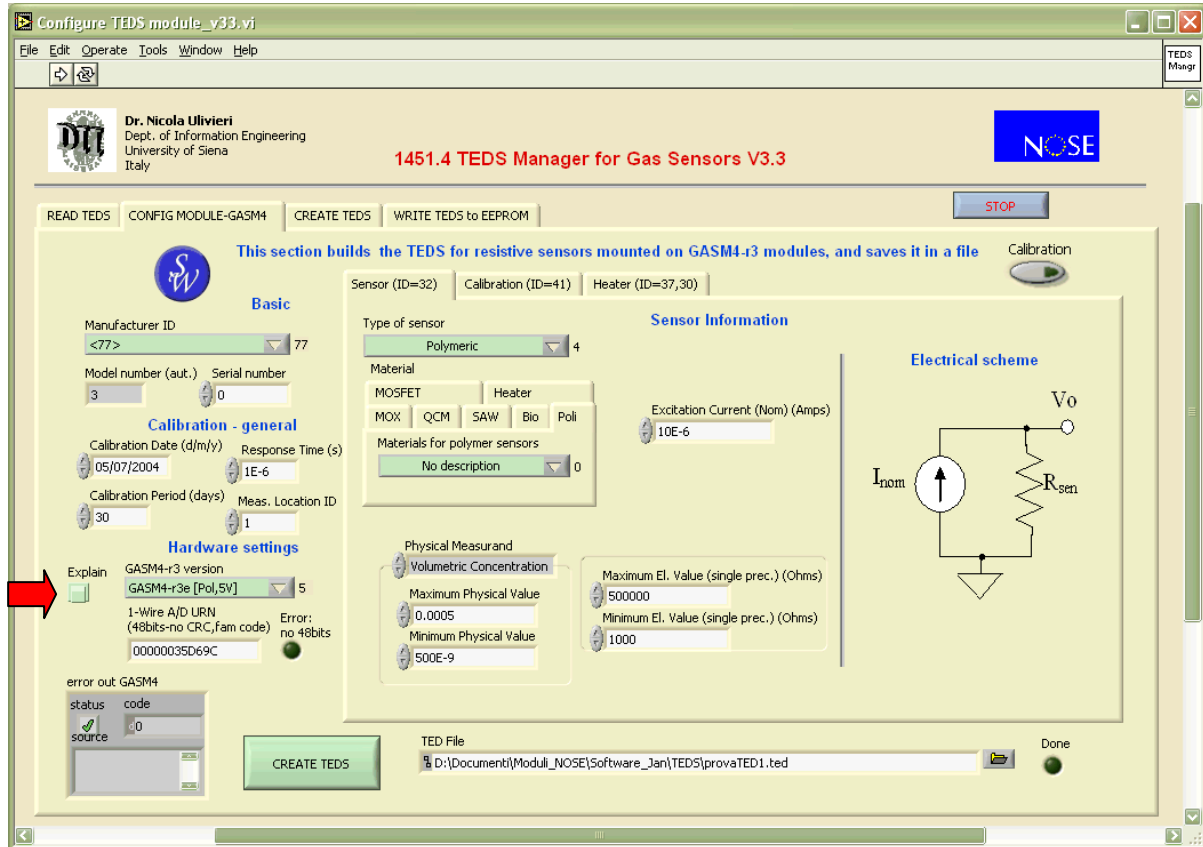 Configure TEDS module_v33.vi
File Edit Operate Tools Window Help
TEDS
Mangr
DTI
Dr. Nicola Ulivieri
Dept. of Information Engineering
University of Siena
Italy
1451.4 TEDS Manager for Gas Sensors V3.3
NOSE
READ TEDS
CONFIG MODULE-GASM4
CREATE TEDS
WRITE TEDs to EEPROM
STOP
SW
This section builds the TEDS for resistive sensors mounted on GASM4-r3 modules, and saves it in a file
Calibration
Basic
Manufacturer ID
<77>
77
Model number (aut.)
Serial number
3
0
Calibration - general
Calibration Date (d/m/y)
Response Time (s)
05/07/2004
1E-6
Calibration Period (days)
Meas. Location ID
30
1
Hardware settings
Explain
GASM4-r3 version
GASM4-r3e [Pol,5V]
5
1-Wire A/D URN
(48bits-no CRC,fam code)
Error:
no 48bits
00000035D69C
error out GASM4
status
code
0
source
Sensor (ID=32)
Calibration (ID=41)
Heater (ID=37,30)
Type of sensor
Polymeric
4
Sensor Information
Material
MOSFET
Heater
MOX
QCM
SAW
Bio
Poli
Materials for polymer sensors
No description
0
Excitation Current (Nom) (Amps)
10E-6
Electrical scheme
Vo
Inom
Rsen
Physical Measurand
Volumetric Concentration
Maximum Physical Value
0.0005
Minimum Physical Value
500E-9
Maximum El. Value (single prec.) (Ohms)
500000
Minimum El. Value (single prec.) (Ohms)
1000
CREATE TEDS
TED File
D:\Documenti\Moduli_NOSE\Software_Jan\TEDS\provaTED1.ted
Done